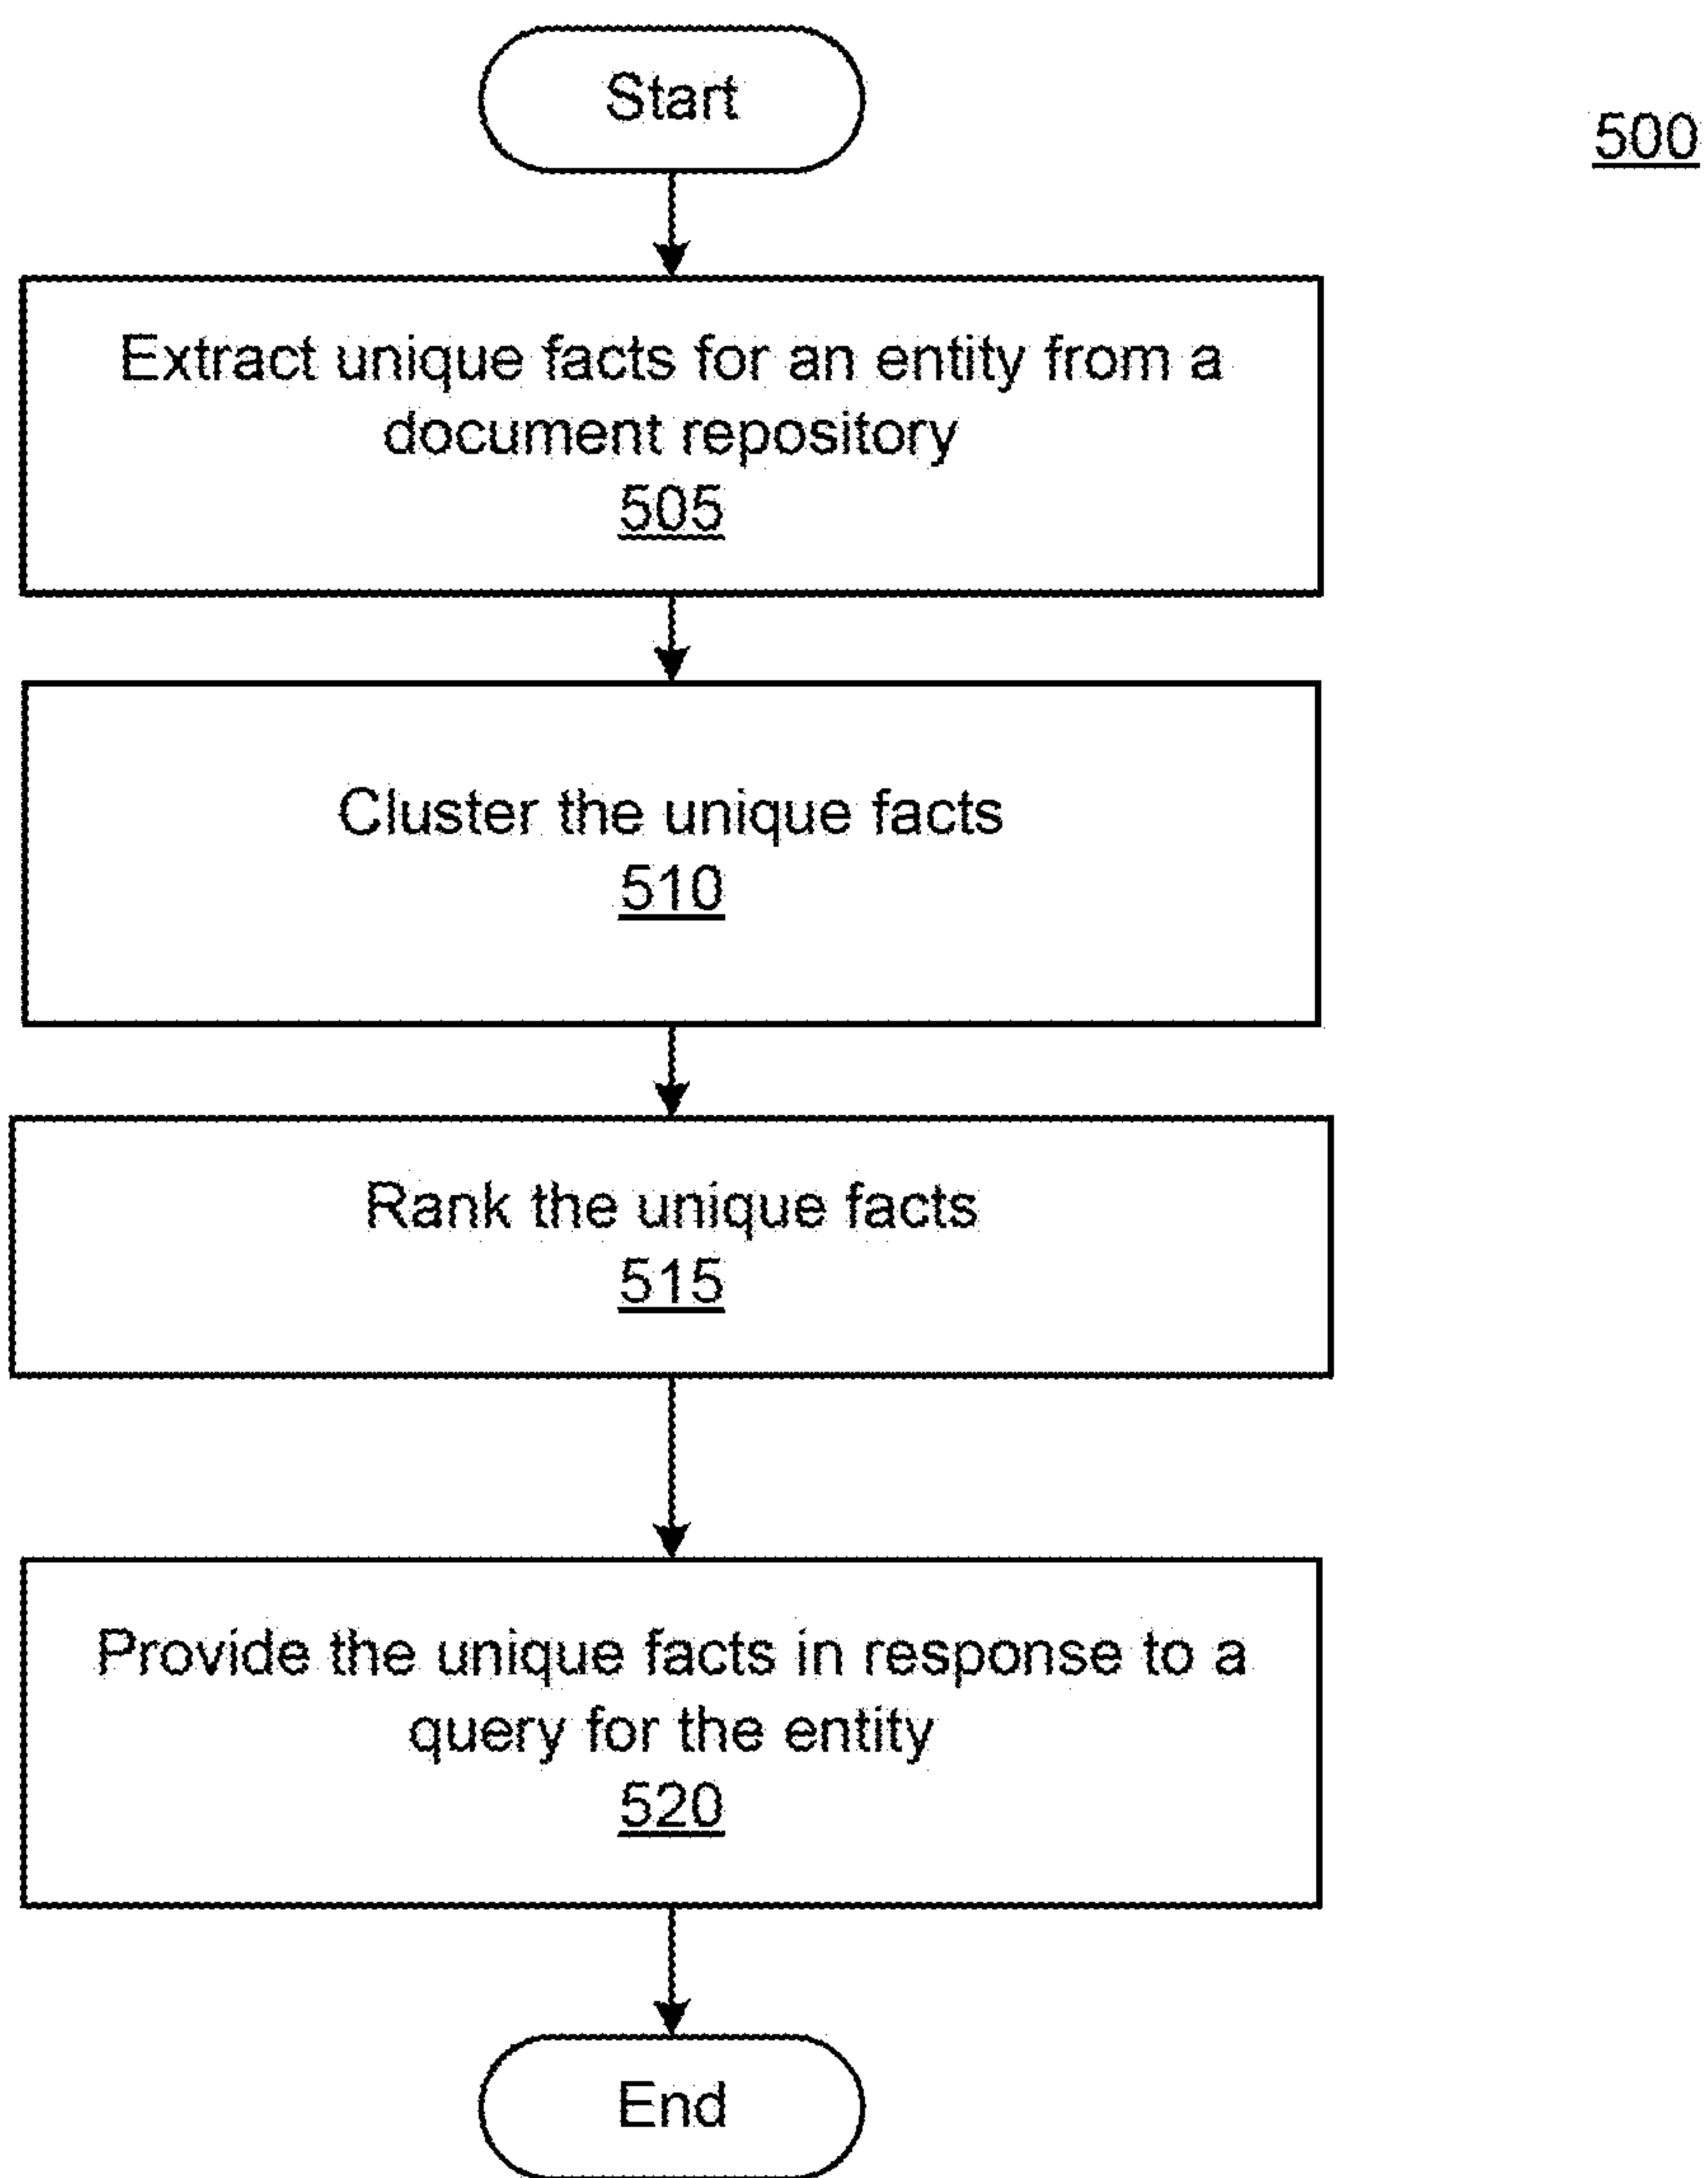 Start
500
Extract unique facts for an entity from a
document repository
505
Cluster the unique facts
510
Rank the unique facts
515
Provide the unique facts in response to a
query for the entity
520
End